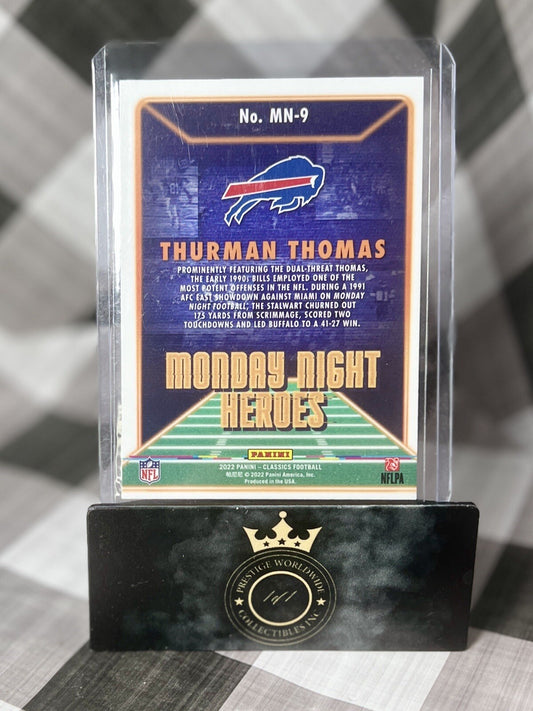 No. MN-9
THURMAN THOMAS
PROMINENTLY FEATURING THE DUAL-THREAT THOMAS,
THE EARLY 1990s BILLS EMPLOYED ONE OF THE
MOST POTENT OFFENSES IN THE NFL. DURING A 1991
AFC EAST SHOWDOWN AGAINST MIAMI ON MONDAY
NIGHT FOOTBALL, THE STALWART CHURNED OUT
175 YARDS FROM SCRIMMAGE, SCORED TWO
TOUCHDOWNS AND LED BUFFALO TO A 41-27 WIN.
MONDAY NIGHT
HEROES
PANINI
NFL
2022 PANINI – CLASSICS FOOTBALL
帕尼尼 © 2022 Panini America, Inc.
Produced in the USA
NFLPA
PRESTIGE WORLDWIDE
1of1
COLLECTIBLES INC